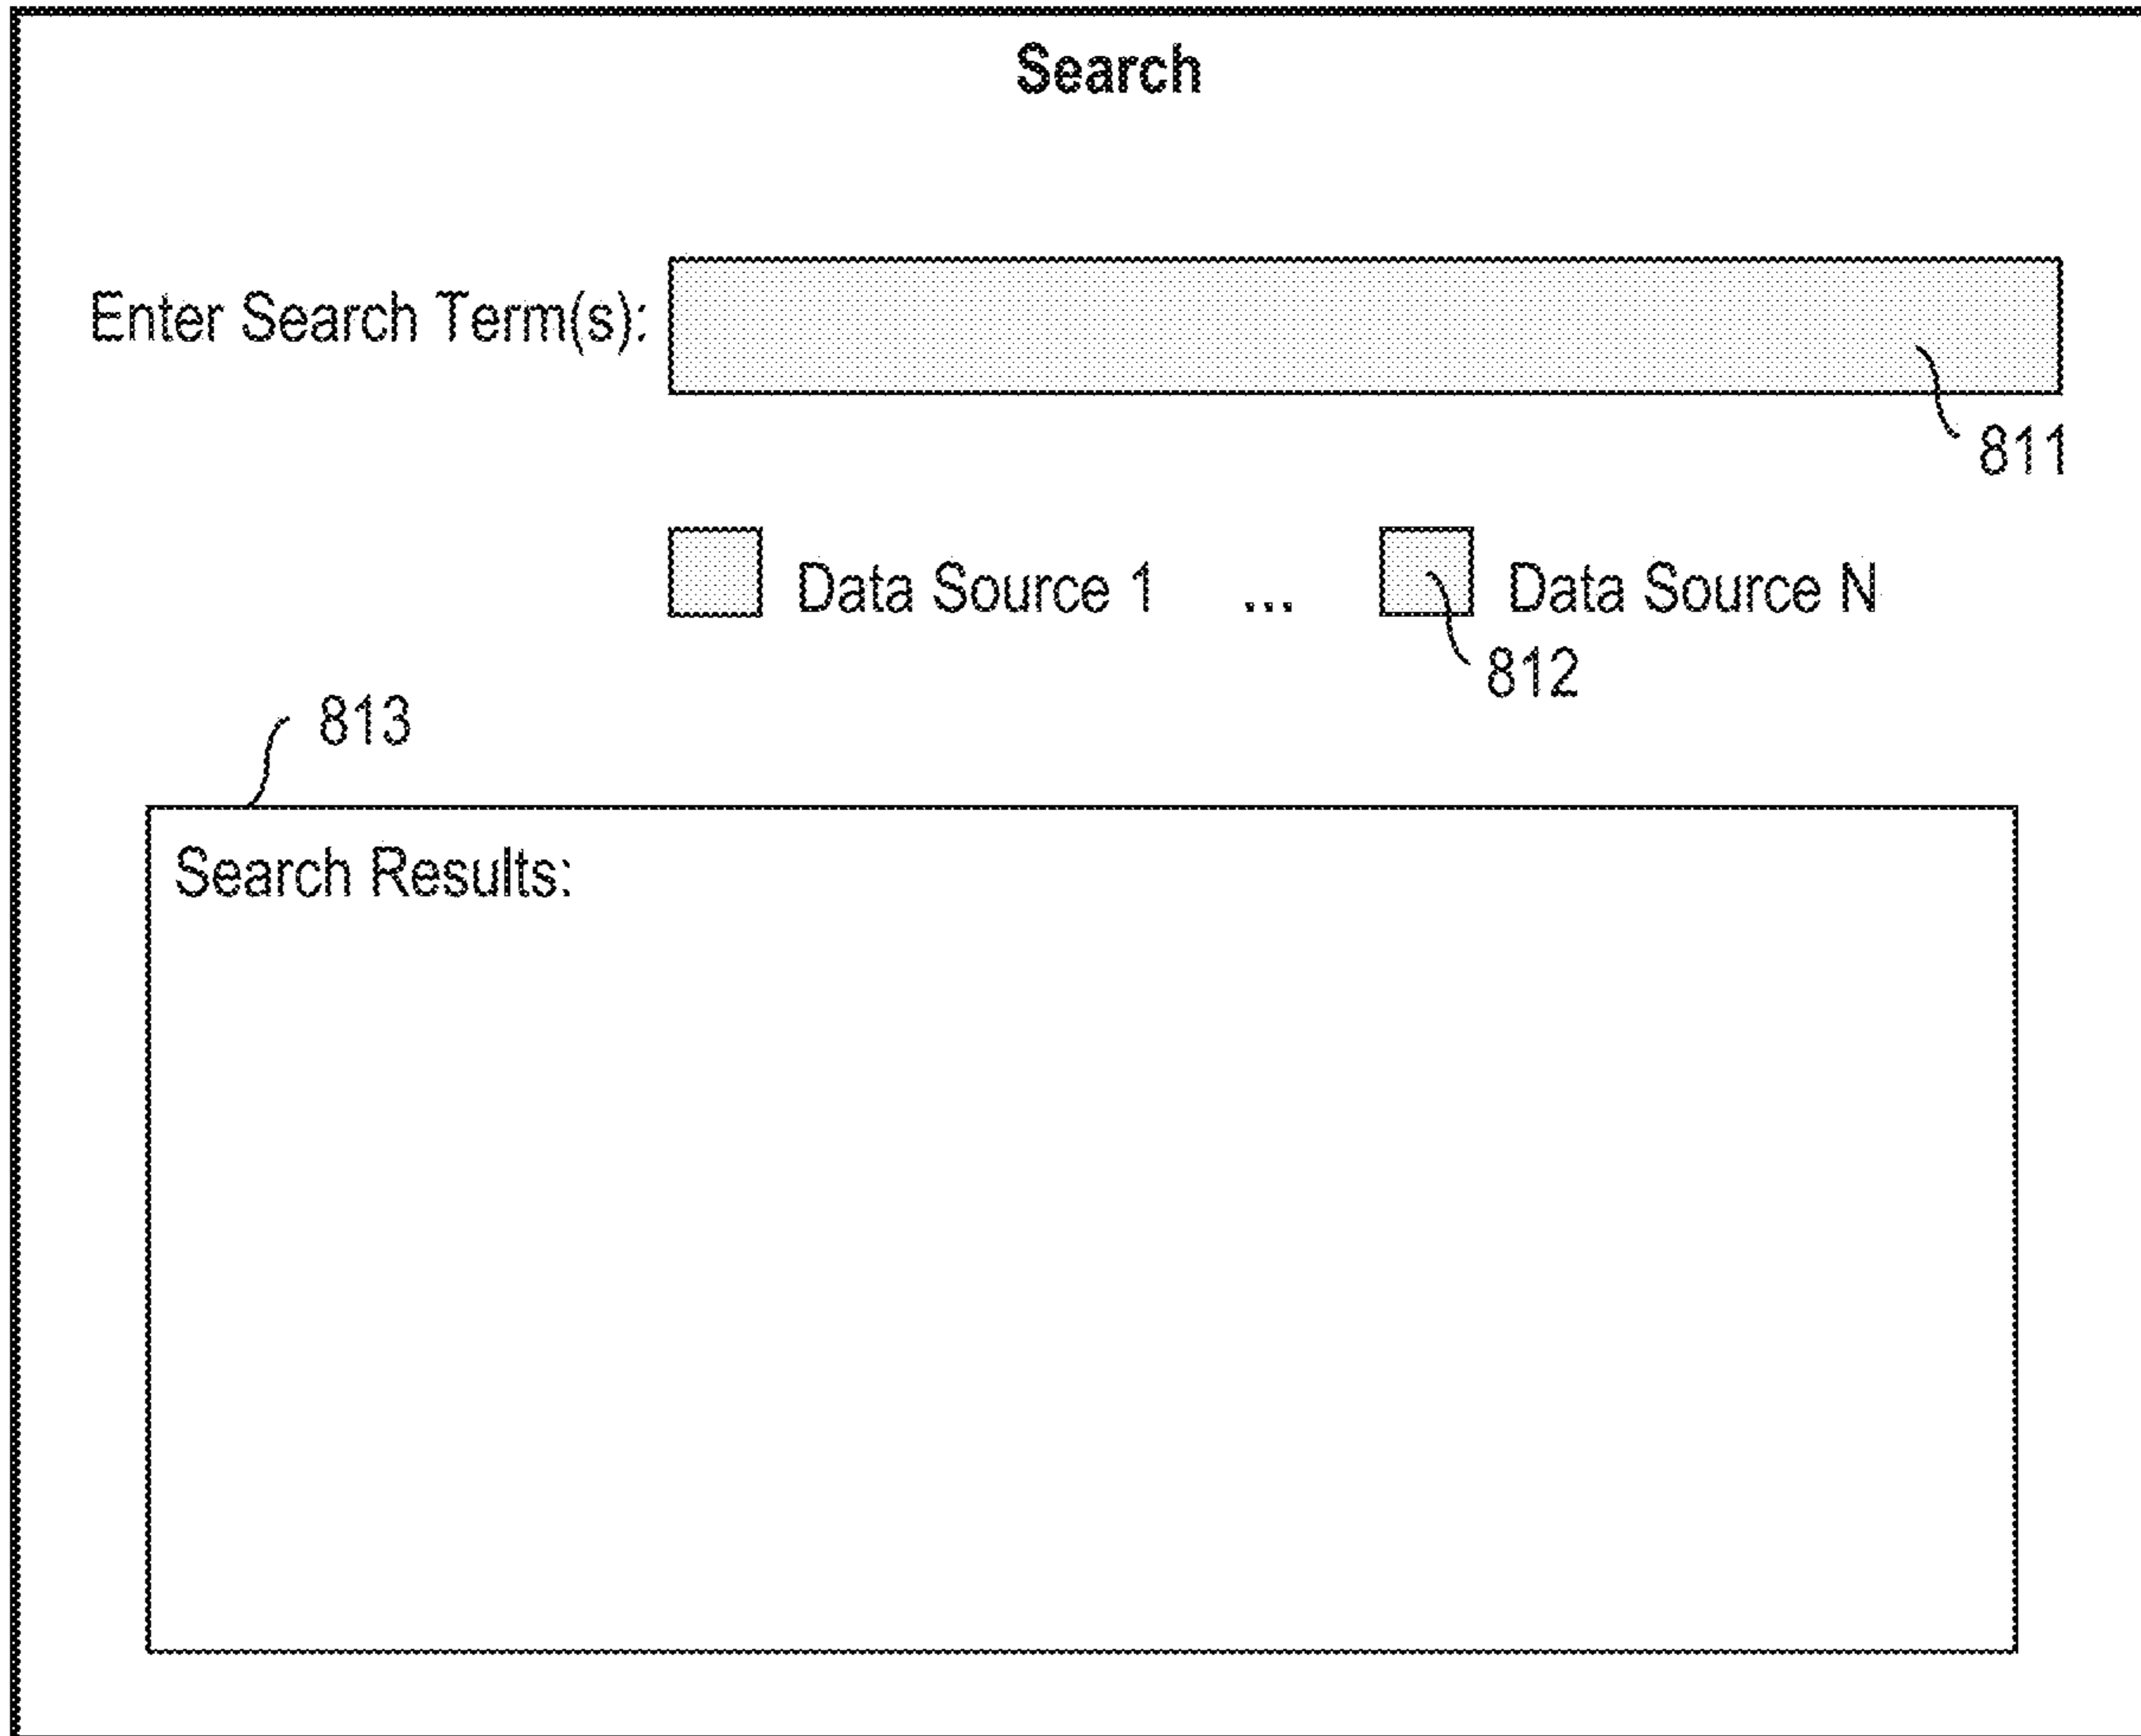 Search
Enter Search Term(s):
811
Data Source 1 ... Data Source N
812
813
Search Results: